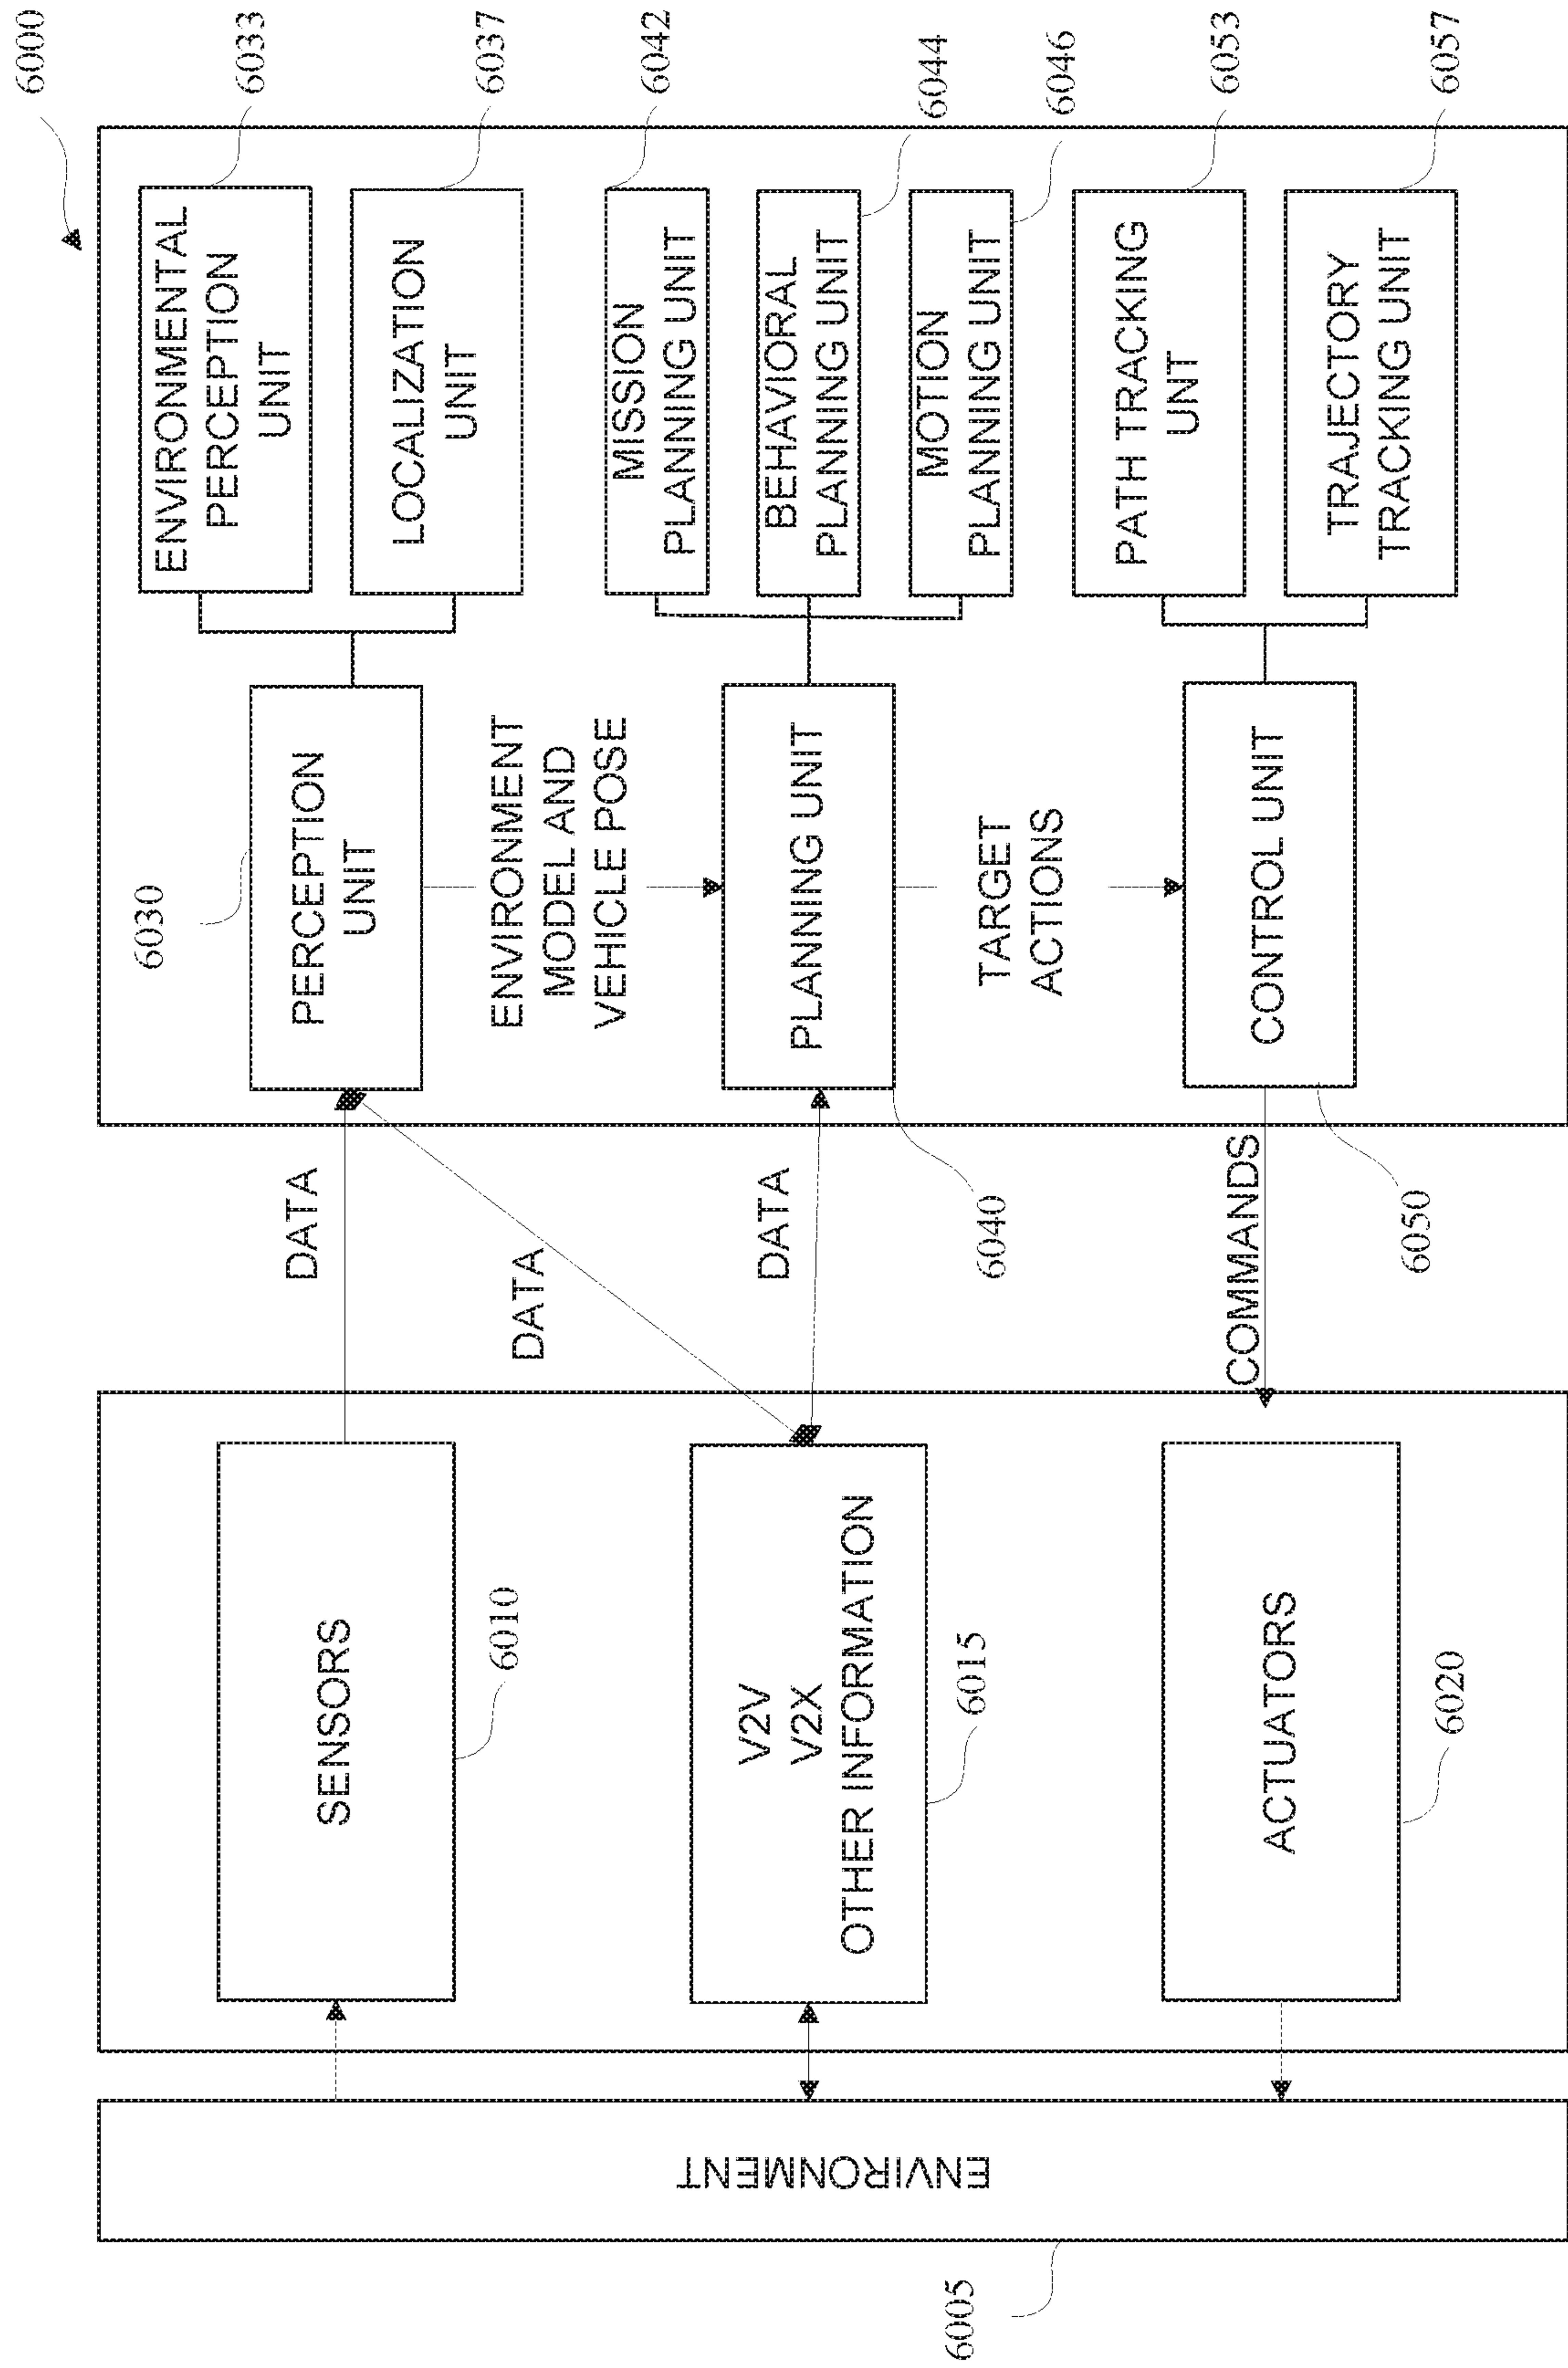 6000
6005
ENVIRONMENT
SENSORS
6010
V2V
V2X
OTHER INFORMATION
6015
ACTUATORS
6020
DATA
DATA
DATA
COMMANDS
6030
PERCEPTION
UNIT
ENVIRONMENT
MODEL AND
VEHICLE POSE
PLANNING UNIT
6040
TARGET
ACTIONS
CONTROL UNIT
6050
ENVIRONMENTAL
PERCEPTION
UNIT
6033
LOCALIZATION
UNIT
6037
MISSION
PLANNING UNIT
6042
BEHAVIORAL
PLANNING UNIT
6044
MOTION
PLANNING UNIT
6046
PATH TRACKING
UNT
6053
TRAJECTORY
TRACKING UNIT
6057